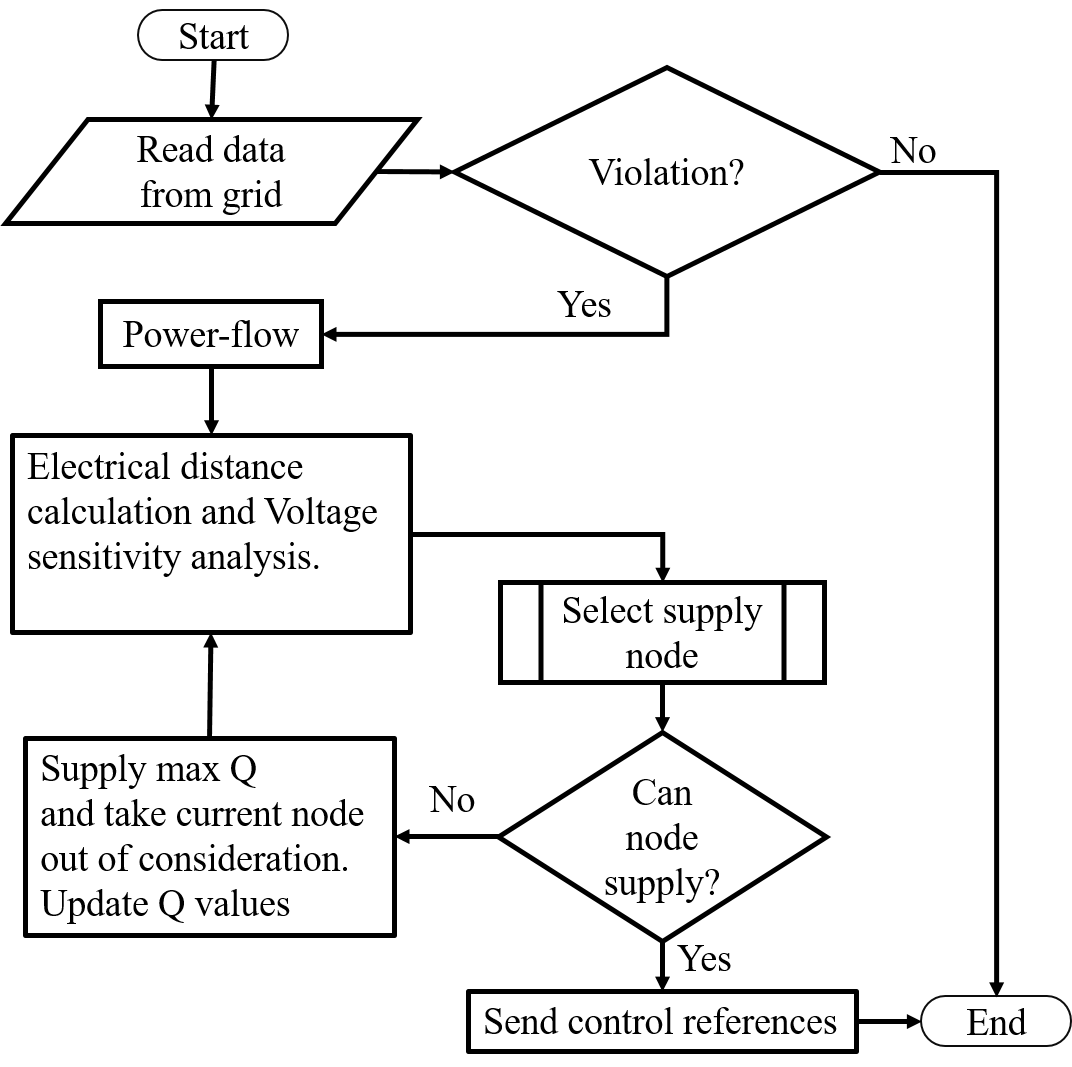 Start
Read data
from grid
Violation?
No
Yes
Power-flow
Electrical distance
calculation and Voltage
sensitivity analysis.
Select supply
node
Can
node
supply?
No
Supply max Q
and take current node
out of consideration.
Update Q values
Yes
Send control references
End